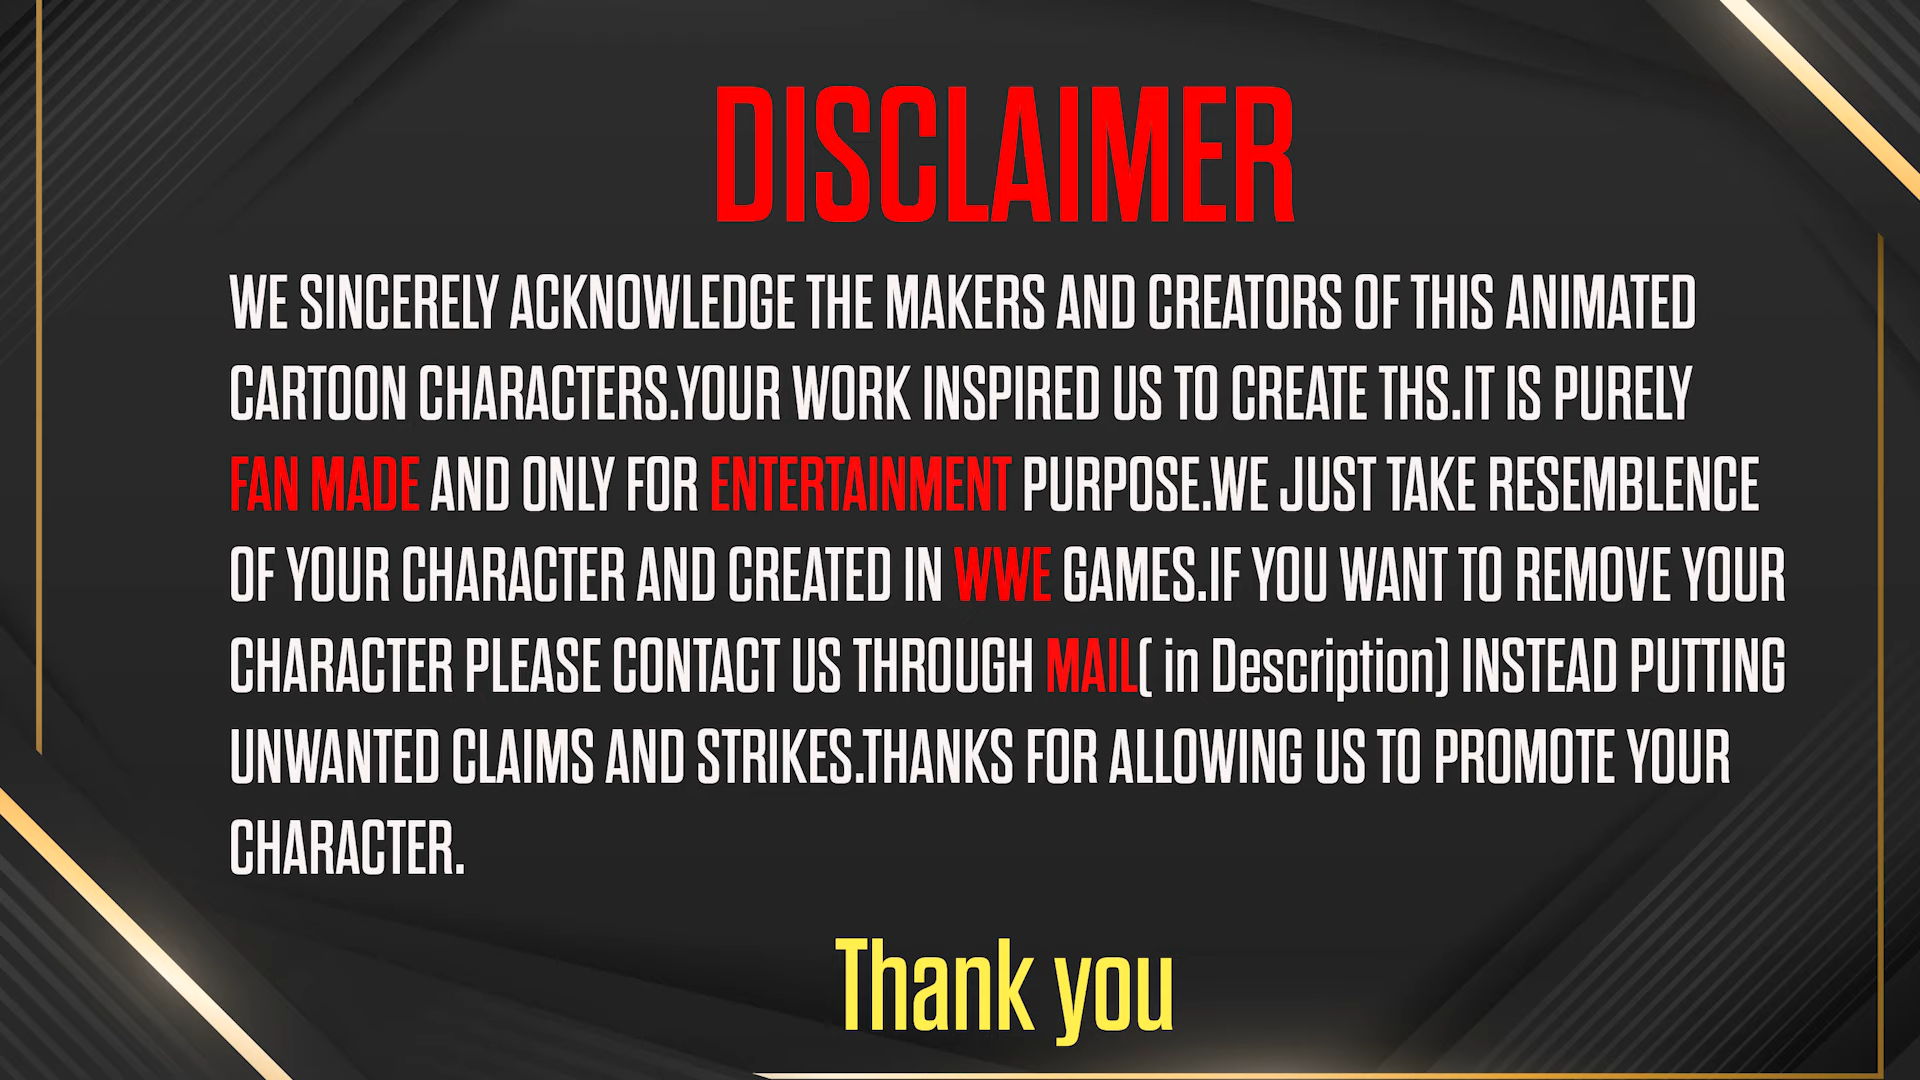 DISCLAIMER
WE SINCERELY ACKNOWLEDGE THE MAKERS AND CREATORS OF THIS ANIMATED
CARTOON CHARACTERS.YOUR WORK INSPIRED US TO CREATE THS.IT IS PURELY
FAN MADE AND ONLY FOR ENTERTAINMENT PURPOSE.WE JUST TAKE RESEMBLENCE
OF YOUR CHARACTER AND CREATED IN WWE GAMES.IF YOU WANT TO REMOVE YOUR
CHARACTER PLEASE CONTACT US THROUGH MAIL( in Description) INSTEAD PUTTING
UNWANTED CLAIMS AND STRIKES.THANKS FOR ALLOWING US TO PROMOTE YOUR
CHARACTER.
Thank you